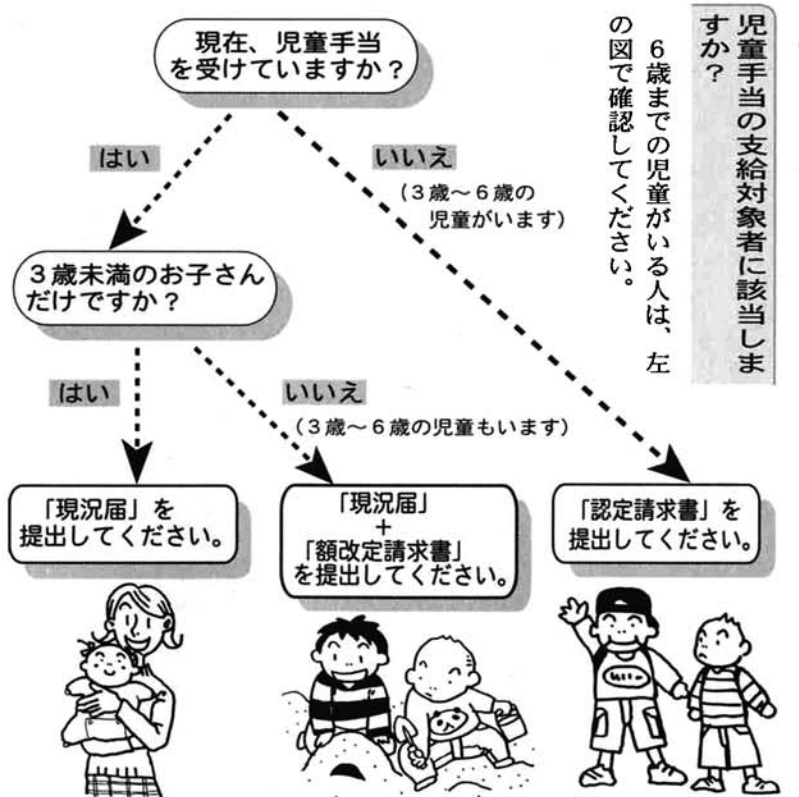 児童手当の支給対象者に該当しま
すか？
６歳までの児童がいる人は、左
の図で確認してください。
現在、児童手当
を受けていますか？
はい
いいえ
（３歳～６歳の
児童がいます）
３歳未満のお子さん
だけですか？
はい
いいえ
（３歳～６歳の児童もいます）
「現況届」を
提出してください。
「現況届」
＋
「額改定請求書」
を提出してください。
「認定請求書」を
提出してください。